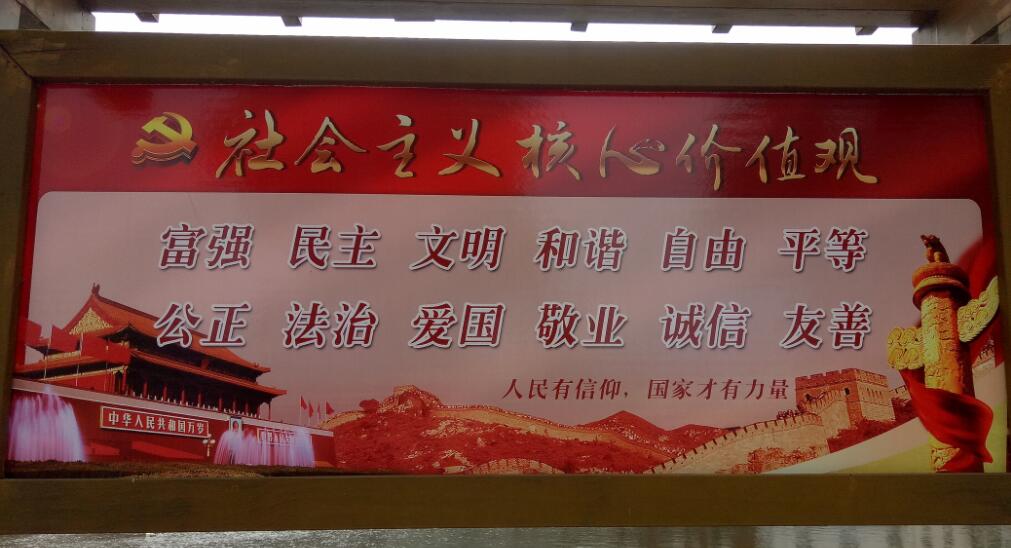 社会主义核心价值观
富强 民主 文明 和谐 自由 平等
公正 法治 爱国 敬业 诚信 友善
人民有信仰，国家才有力量
中华人民共和国万岁